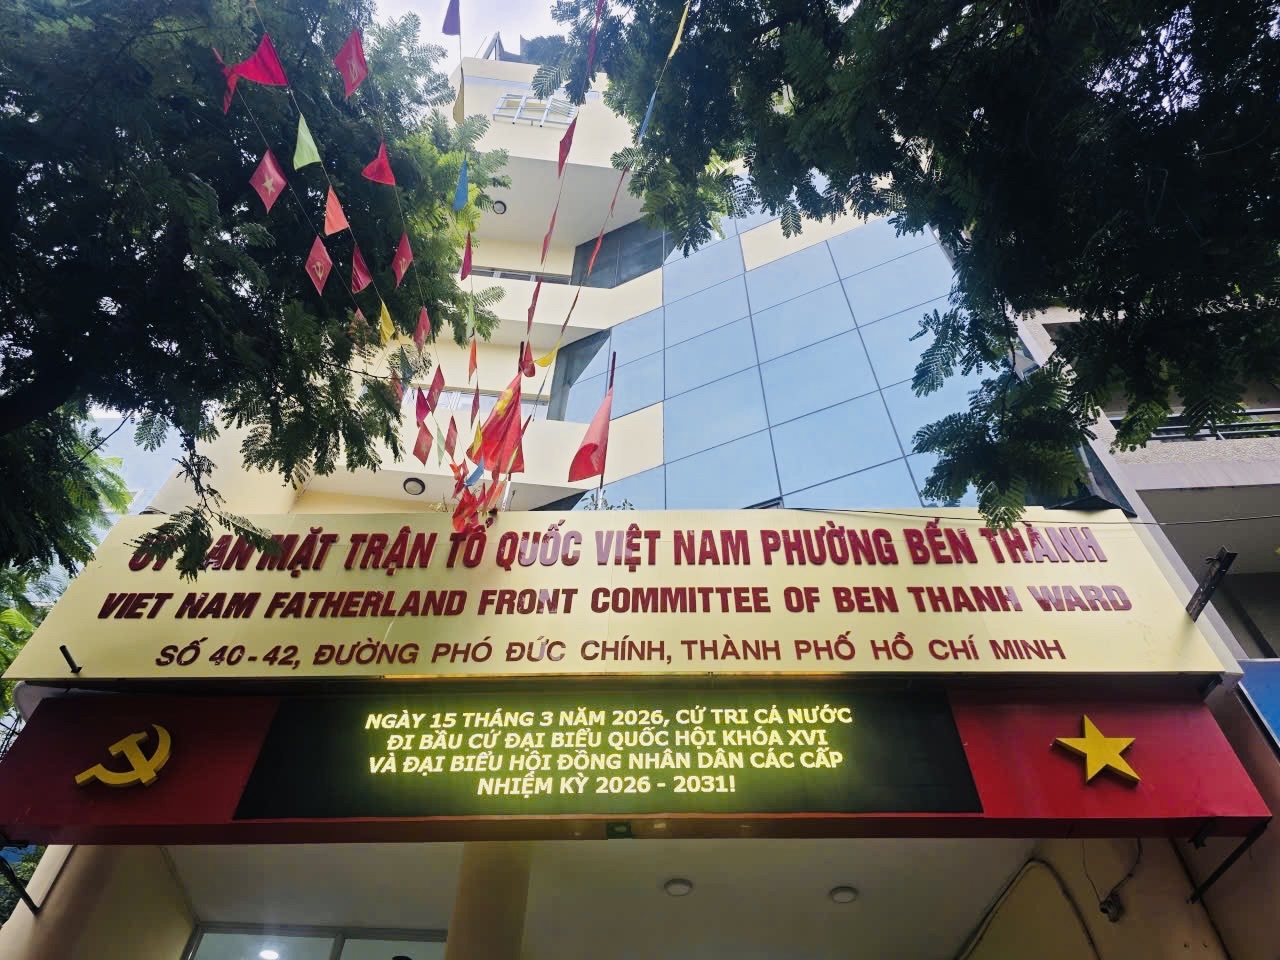 ỦY BAN MẶT TRẬN TỔ QUỐC VIỆT NAM PHƯỜNG BẾN THÀNH
VIET NAM FATHERLAND FRONT COMMITTEE OF BEN THANH WARD
SỐ 40-42, ĐƯỜNG PHÓ ĐỨC CHÍNH, THÀNH PHỐ HỒ CHÍ MINH
NGÀY 15 THÁNG 3 NĂM 2026, CỬ TRI CẢ NƯỚC
ĐI BẦU CỬ ĐẠI BIỂU QUỐC HỘI KHÓA XVI
VÀ ĐẠI BIỂU HỘI ĐỒNG NHÂN DÂN CÁC CẤP
NHIỆM KỲ 2026 - 2031!